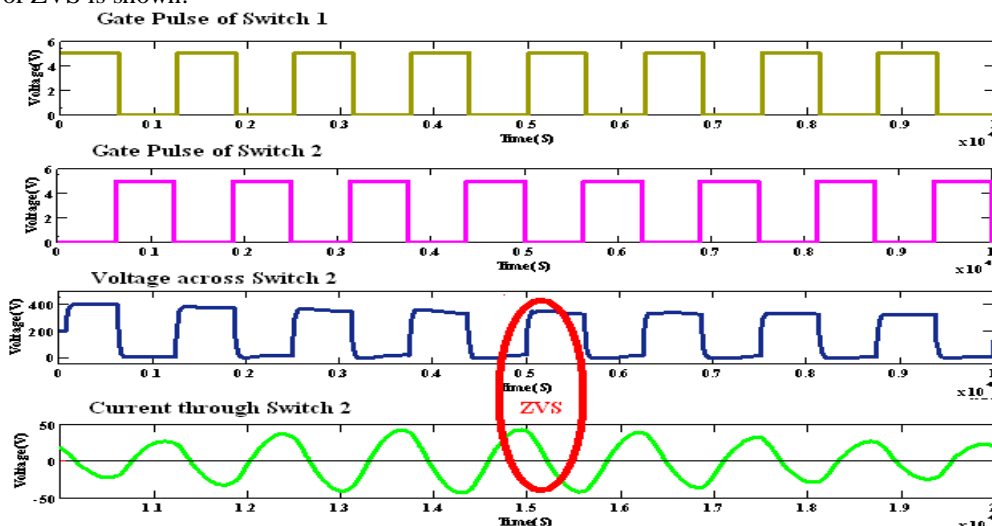 of ZVS is shown.
Gate Pulse of Switch 1
Voltage(V)
6
4
2
0
0 0.1 0.2 0.3 0.4 0.5 0.6 0.7 0.8 0.9
Time(S)
Gate Pulse of Switch 2
Voltage(V)
6
4
2
0
0 0.1 0.2 0.3 0.4 0.5 0.6 0.7 0.8 0.9
Time(S)
Voltage across Switch 2
Voltage(V)
400
200
0
0 0.1 0.2 0.3 0.4 0.5 0.6 0.7 0.8 0.9
Time(S)
ZVS
Current through Switch 2
Voltage(V)
50
0
-50
1.1 1.2 1.3 1.4 1.5 1.6 1.7 1.8 1.9
Time(S)